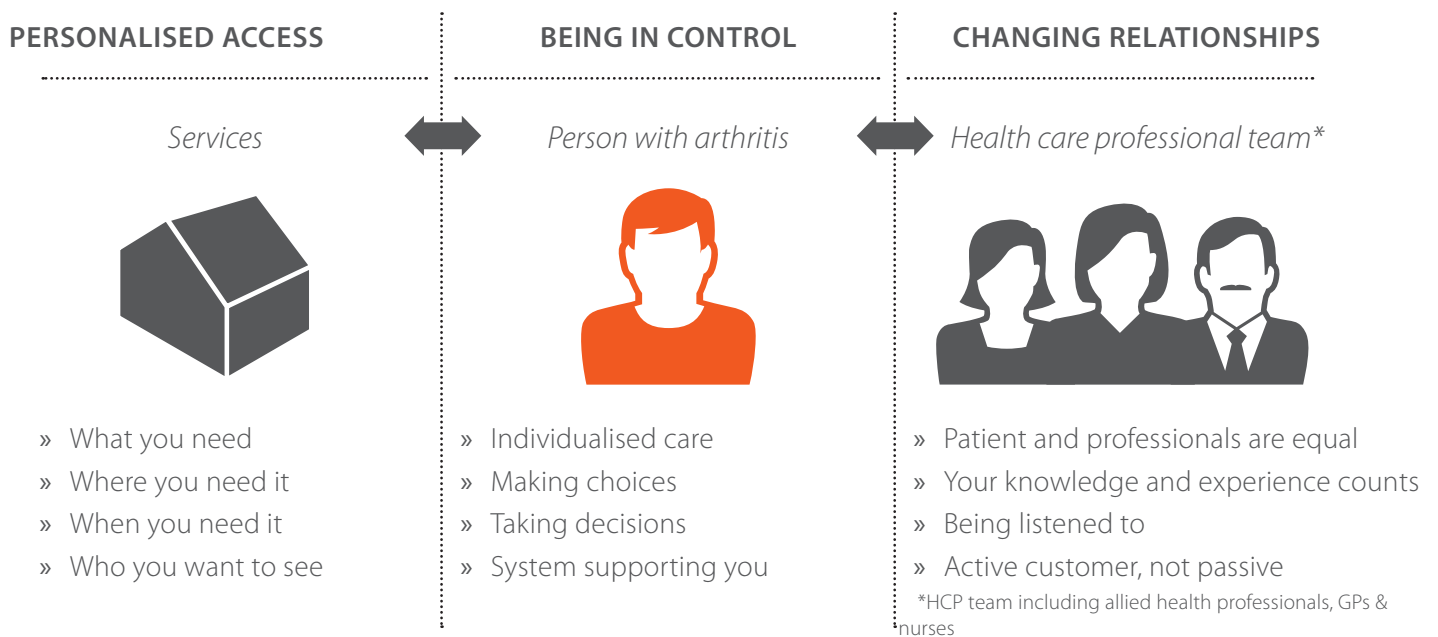 PERSONALISED ACCESS
Services
» What you need
» Where you need it
» When you need it
» Who you want to see
BEING IN CONTROL
Person with arthritis
» Individualised care
» Making choices
» Taking decisions
» System supporting you
CHANGING RELATIONSHIPS
Health care professional team*
» Patient and professionals are equal
» Your knowledge and experience counts
» Being listened to
» Active customer, not passive
*HCP team including allied health professionals, GPs &
nurses